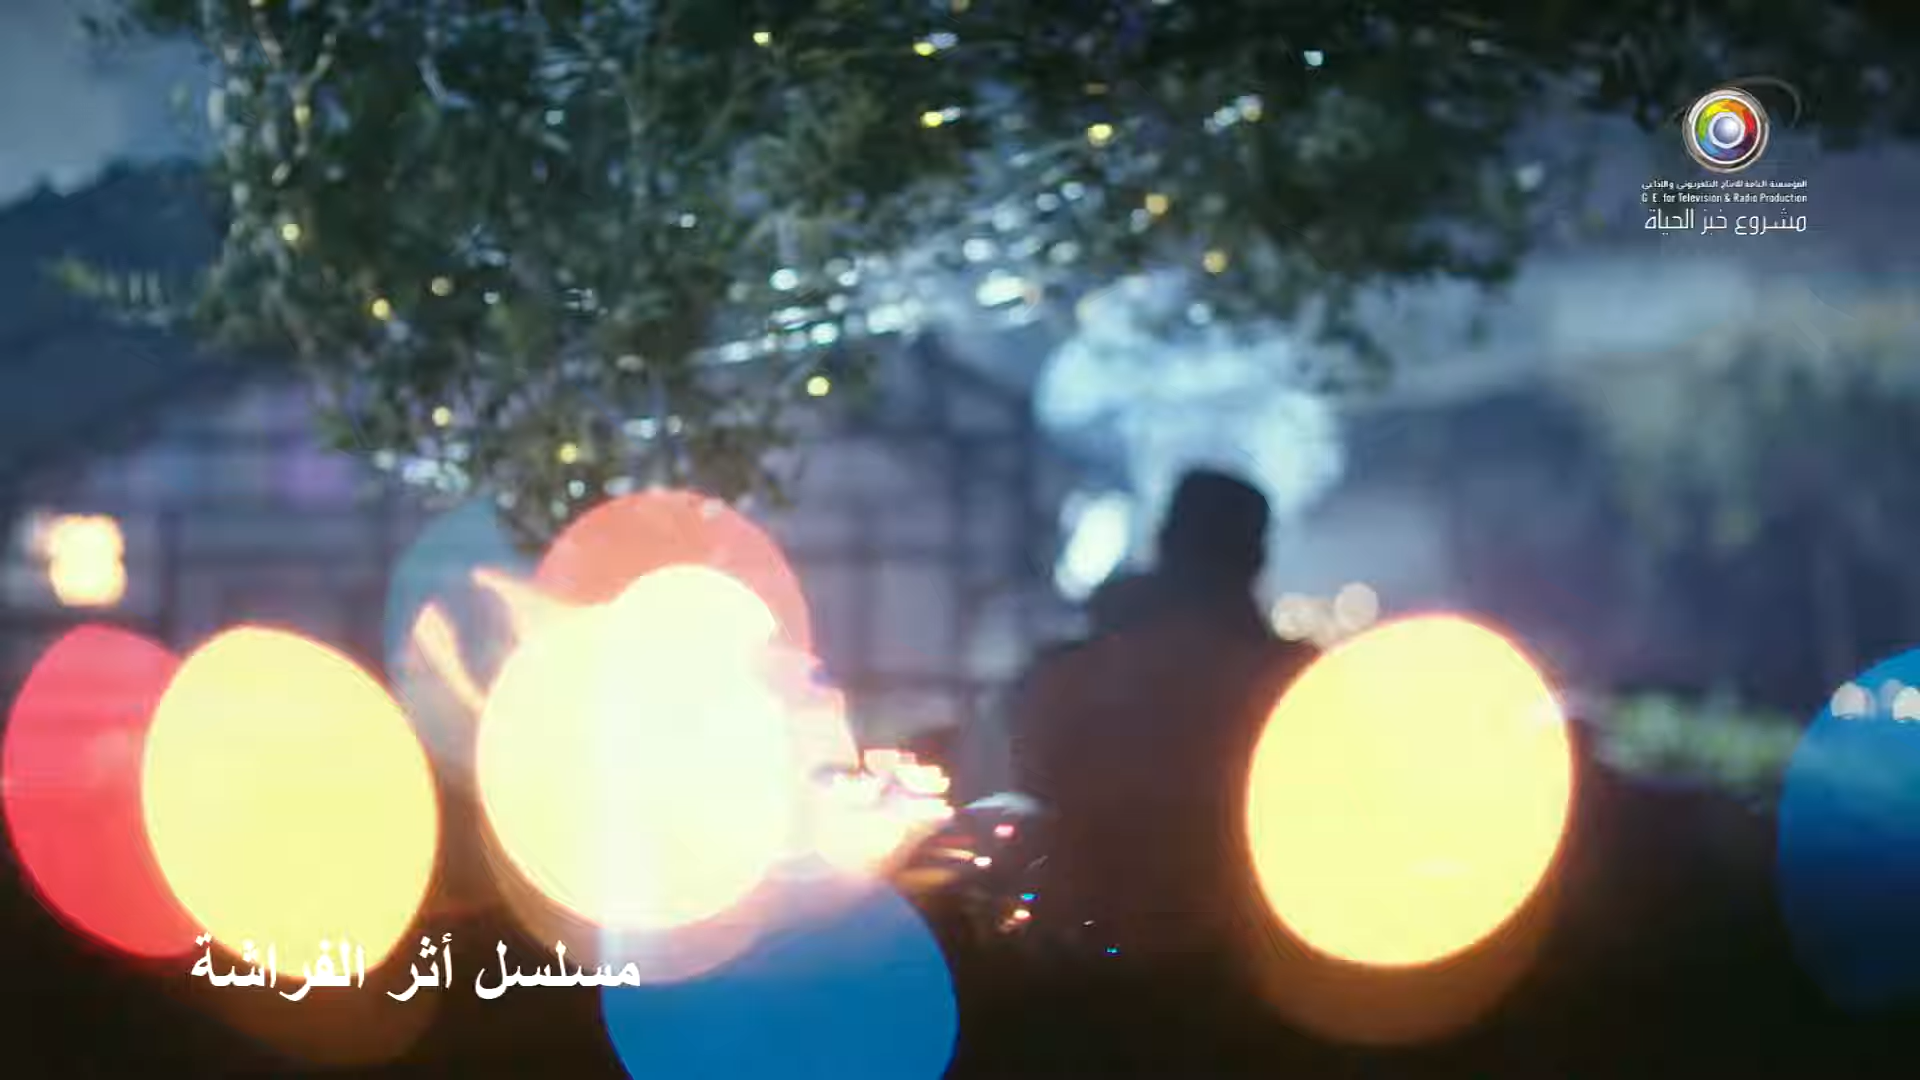 المؤسسة العامة للإنتاج التلفزيوني والإذاعي
G. E. for Television & Radio Production
مشروع خبز الحياة
مسلسل أثر الفراشة